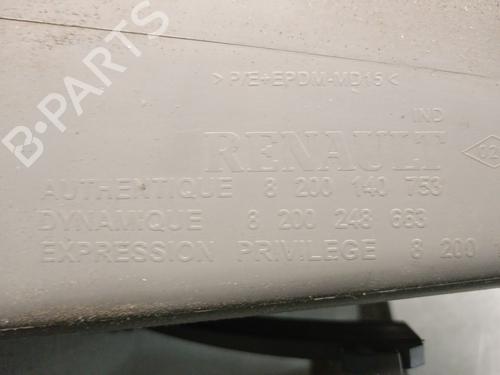 B-PARTS
>P/E+EPDM-MD15<
IND
RENAULT
AUTHENTIQUE 8 200 140 753
DYNAMIQUE 8 200 248 663
EXPRESSION PRIVILEGE 8 200